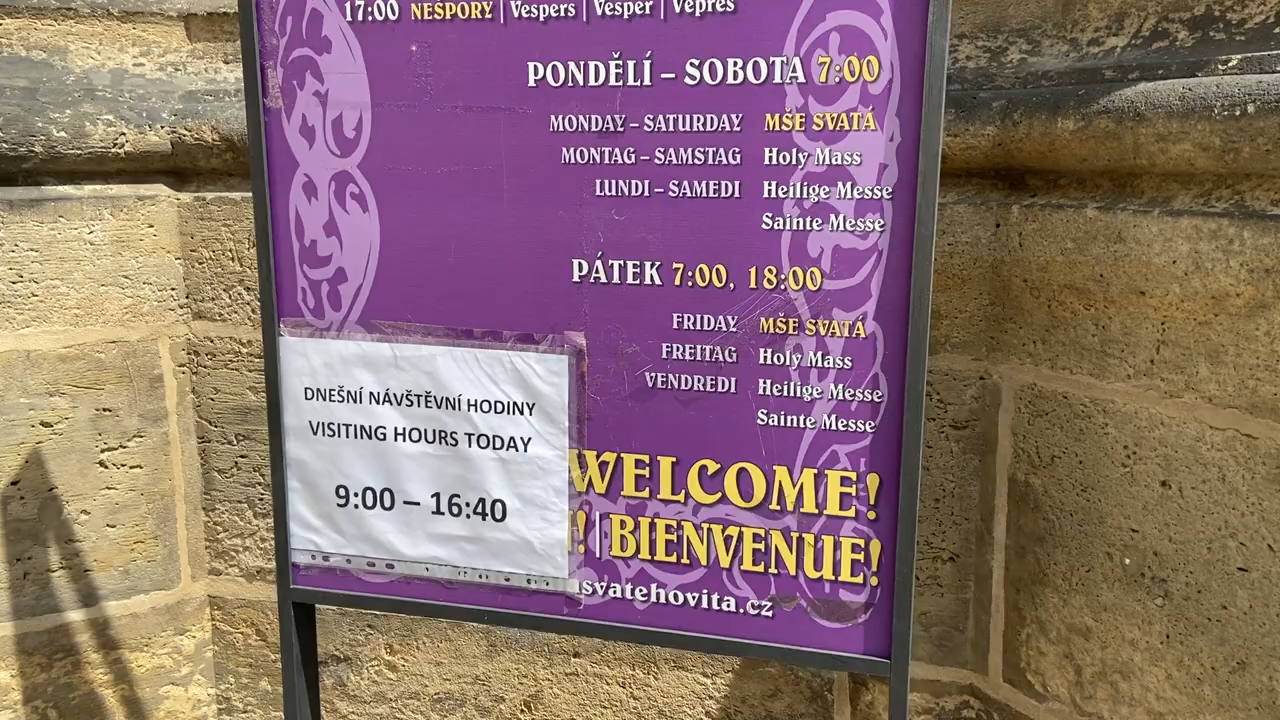 17:00 NEŠPORY | Vespers | Vesper | Vêpres
PONDĚLÍ – SOBOTA 7:00
MONDAY – SATURDAY MŠE SVATÁ
MONTAG – SAMSTAG Holy Mass
LUNDI – SAMEDI Heilige Messe
Sainte Messe
PÁTEK 7:00, 18:00
FRIDAY MŠE SVATÁ
FREITAG Holy Mass
VENDREDI Heilige Messe
Sainte Messe
DNEŠNÍ NÁVŠTĚVNÍ HODINY
VISITING HOURS TODAY
9:00 – 16:40
WELCOME!
! | BIENVENUE!
svatehovita.cz